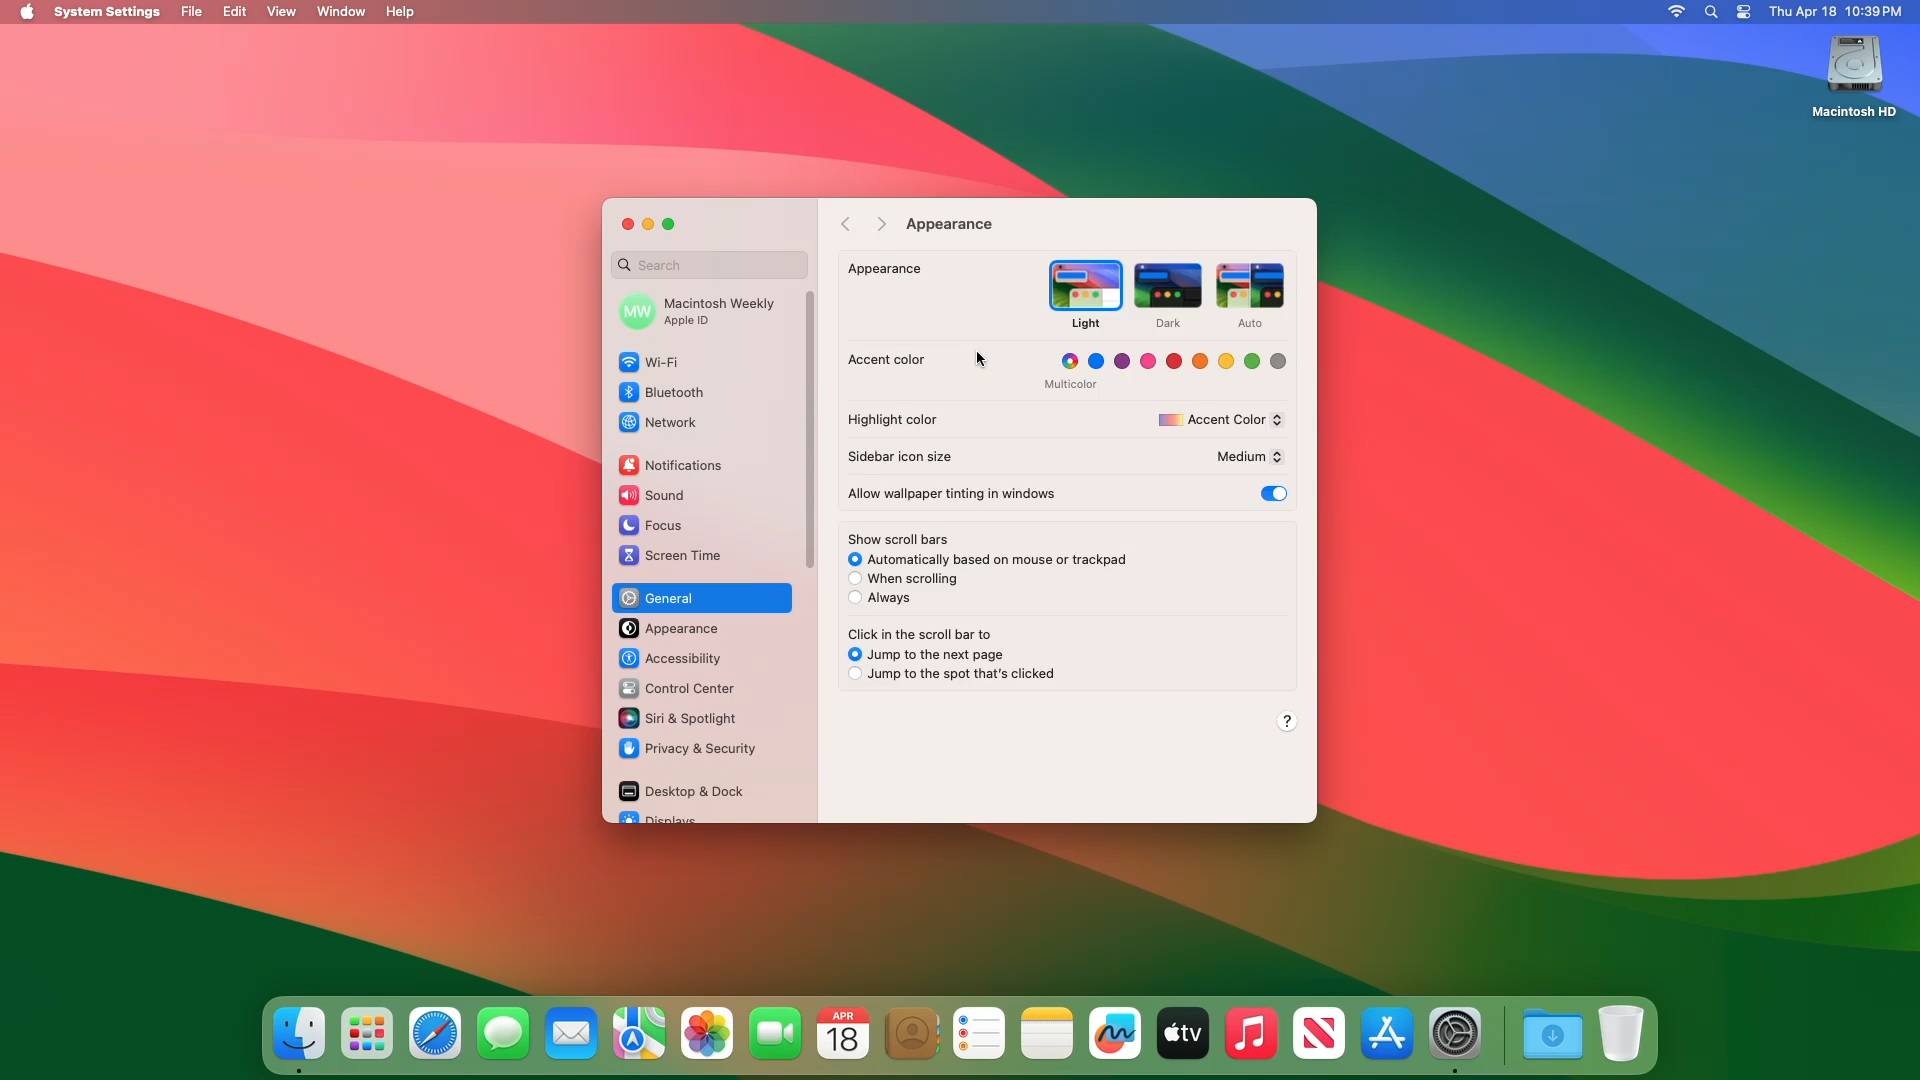 System Settings File Edit View Window Help Thu Apr 18 10:39 PM
Macintosh HD
Appearance
Search
MW
Macintosh Weekly
Apple ID
Wi-Fi
Bluetooth
Network
Notifications
Sound
Focus
Screen Time
General
Appearance
Accessibility
Control Center
Siri & Spotlight
Privacy & Security
Desktop & Dock
Displays
Appearance
Light Dark Auto
Accent color
Multicolor
Highlight color Accent Color
Sidebar icon size Medium
Allow wallpaper tinting in windows
Show scroll bars
Automatically based on mouse or trackpad
When scrolling
Always
Click in the scroll bar to
Jump to the next page
Jump to the spot that's clicked
?
APR
18
tv